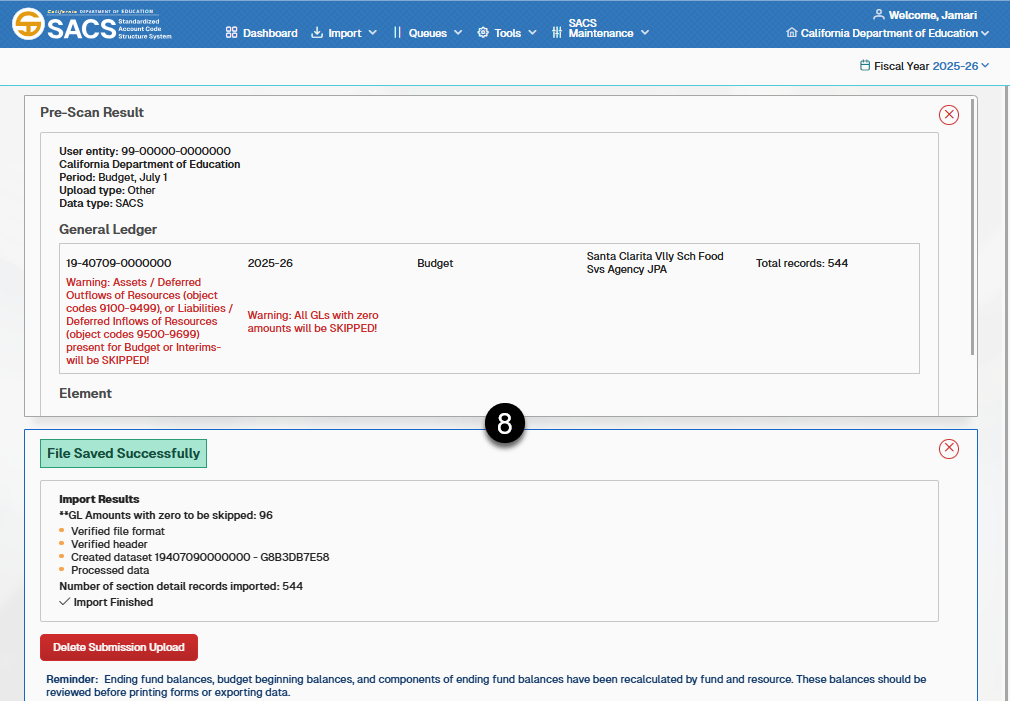 California DEPARTMENT OF EDUCATION
SACS Standardized
Account Code
Structure System
Dashboard
Import
Queues
Tools
SACS
Maintenance
Welcome, Jamari
California Department of Education
Fiscal Year 2025-26
Pre-Scan Result
User entity: 99-00000-0000000
California Department of Education
Period: Budget, July 1
Upload type: Other
Data type: SACS
General Ledger
19-40709-0000000
2025-26
Budget
Santa Clarita Vlly Sch Food
Svs Agency JPA
Total records: 544
Warning: Assets / Deferred
Outflows of Resources (object
codes 9100-9499), or Liabilities /
Deferred Inflows of Resources
(object codes 9500-9699)
present for Budget or Interims-
will be SKIPPED!
Warning: All GLs with zero
amounts will be SKIPPED!
Element
8
File Saved Successfully
Import Results
**GL Amounts with zero to be skipped: 96
Verified file format
Verified header
Created dataset 19407090000000 - G8B3DB7E58
Processed data
Number of section detail records imported: 544
Import Finished
Delete Submission Upload
Reminder: Ending fund balances, budget beginning balances, and components of ending fund balances have been recalculated by fund and resource. These balances should be
reviewed before printing forms or exporting data.